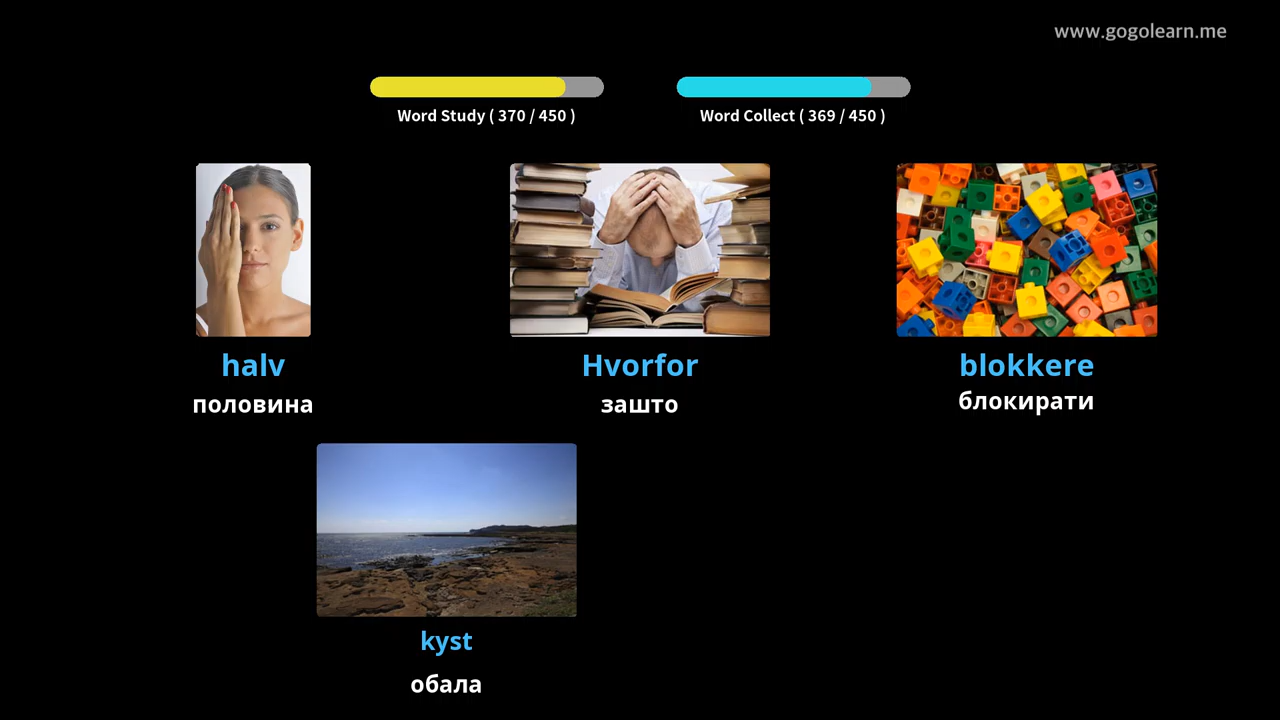 www.gogolearn.me
Word Study ( 370 / 450 )
Word Collect ( 369 / 450 )
halv
Hvorfor
blokkere
половина
зашто
блокирати
kyst
обала